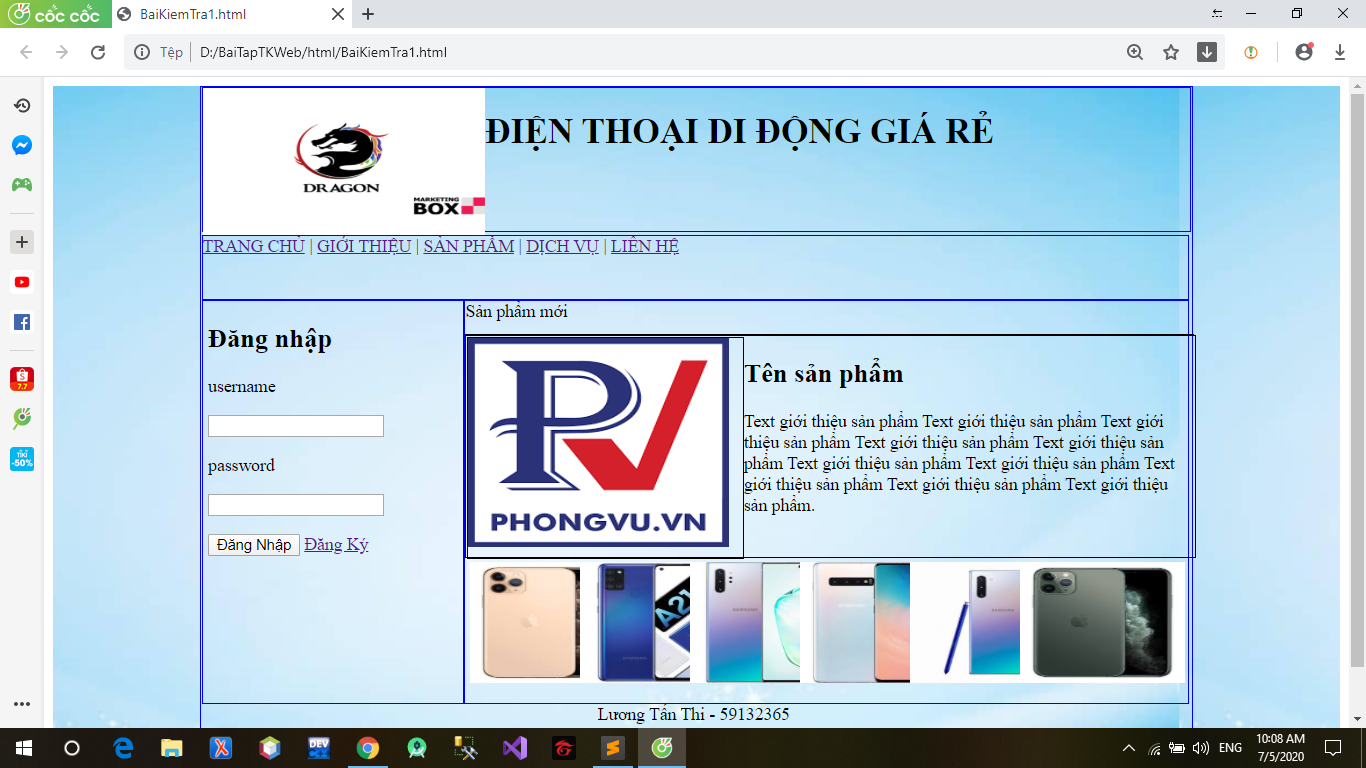 cốc cốc
BaiKiemTra1.html
Tệp
D:/BaiTapTKWeb/html/BaiKiemTra1.html
DRAGON
MARKETING
BOX
ĐIỆN THOẠI DI ĐỘNG GIÁ RẺ
TRANG CHỦ | GIỚI THIỆU | SẢN PHẨM | DỊCH VỤ | LIÊN HỆ
Đăng nhập
username
password
Đăng Nhập Đăng Ký
Sản phẩm mới
PV
PHONGVU.VN
Tên sản phẩm
Text giới thiệu sản phẩm Text giới thiệu sản phẩm Text giới
thiệu sản phẩm Text giới thiệu sản phẩm Text giới thiệu sản
phẩm Text giới thiệu sản phẩm Text giới thiệu sản phẩm Text
giới thiệu sản phẩm Text giới thiệu sản phẩm Text giới thiệu
sản phẩm.
A21
SAMSUNG
SAMSUNG
SAMSUNG
Lương Tấn Thi - 59132365
7.7
TIKI
-50%
DEV
ENG
10:08 AM
7/5/2020